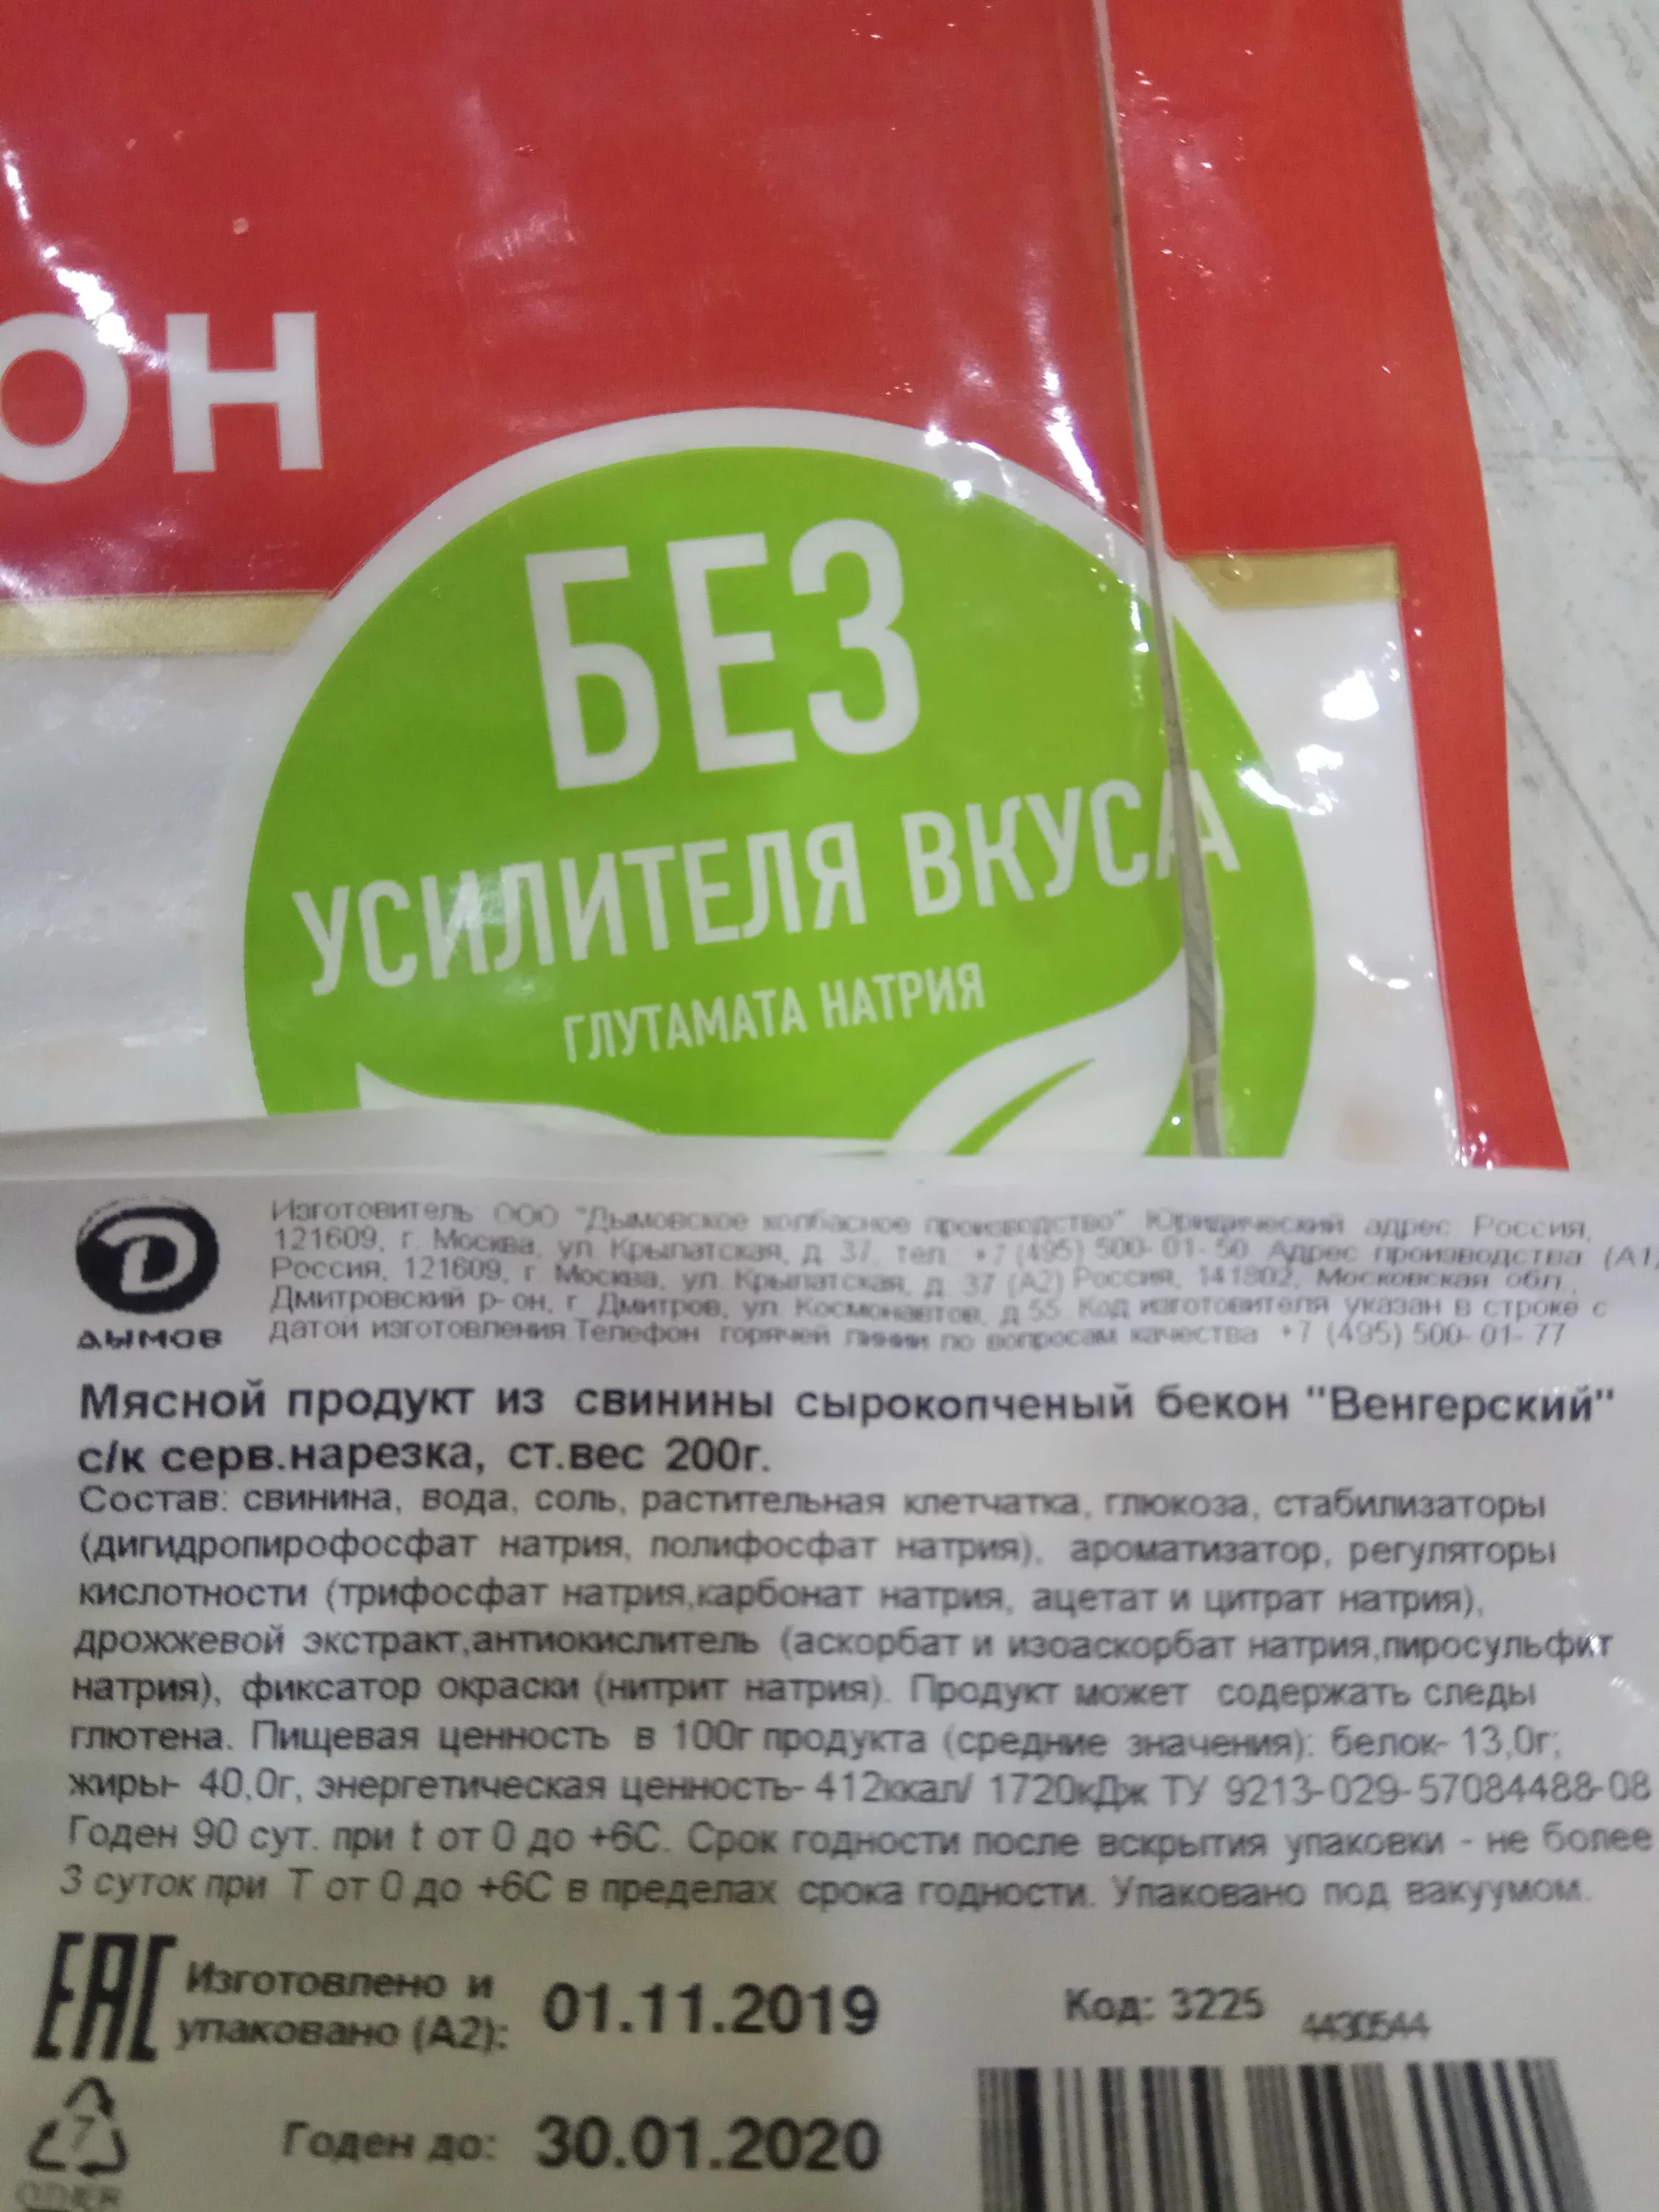 ОН
БЕЗ
УСИЛИТЕЛЯ ВКУСА
ГЛУТАМАТА НАТРИЯ
ДЫМОВ
Изготовитель ООО "Дымовское колбасное производство" Юридический адрес: Россия,
121609, г. Москва, ул. Крылатская, д. 37, тел. +7 (495) 500-01-50 Адрес производства: (А1)
Россия, 121609, г. Москва, ул. Крылатская, д. 37 (А2) Россия, 141802, Московская обл.,
Дмитровский р-он, г. Дмитров, ул. Космонавтов, д.55. Код изготовителя указан в строке с
датой изготовления.Телефон горячей линии по вопросам качества +7 (495) 500-01-77
Мясной продукт из свинины сырокопченый бекон "Венгерский"
с/к серв.нарезка, ст.вес 200г.
Состав: свинина, вода, соль, растительная клетчатка, глюкоза, стабилизаторы
(дигидропирофосфат натрия, полифосфат натрия), ароматизатор, регуляторы
кислотности (трифосфат натрия,карбонат натрия, ацетат и цитрат натрия),
дрожжевой экстракт,антиокислитель (аскорбат и изоаскорбат натрия,пиросульфит
натрия), фиксатор окраски (нитрит натрия). Продукт может содержать следы
глютена. Пищевая ценность в 100г продукта (средние значения): белок- 13,0г;
жиры- 40,0г, энергетическая ценность- 412ккал/ 1720кДж ТУ 9213-029-57084488-08
Годен 90 сут. при t от 0 до +6С. Срок годности после вскрытия упаковки - не более
3 суток при Т от 0 до +6С в пределах срока годности. Упаковано под вакуумом.
ЕАС
Изготовлено и
упаковано (А2): 01.11.2019
Код: 3225 4430544
7
Годен до: 30.01.2020